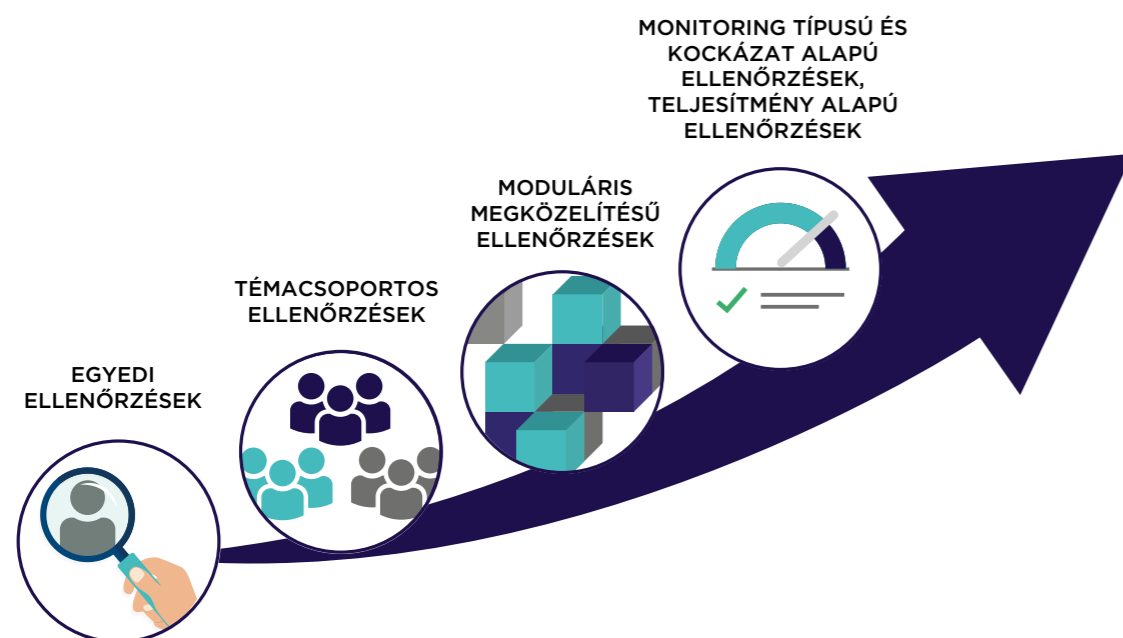 EGYEDI
ELLENŐRZÉSEK
TÉMACSOPORTOS
ELLENŐRZÉSEK
MODULÁRIS
MEGKÖZELÍTÉSŰ
ELLENŐRZÉSEK
MONITORING TÍPUSÚ ÉS
KOCKÁZAT ALAPÚ
ELLENŐRZÉSEK,
TELJESÍTMÉNY ALAPÚ
ELLENŐRZÉSEK